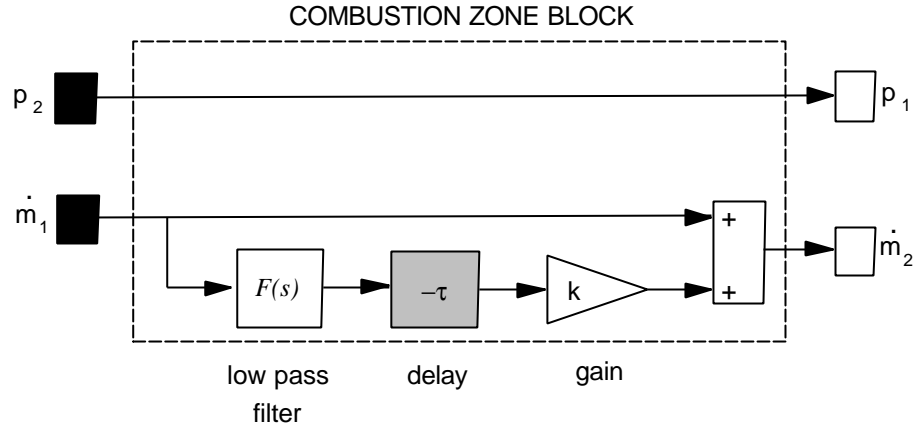 COMBUSTION ZONE BLOCK
p₂
p₁
ṁ₁
+
ṁ₂
F(s)
−τ
k
+
low pass
filter
delay
gain